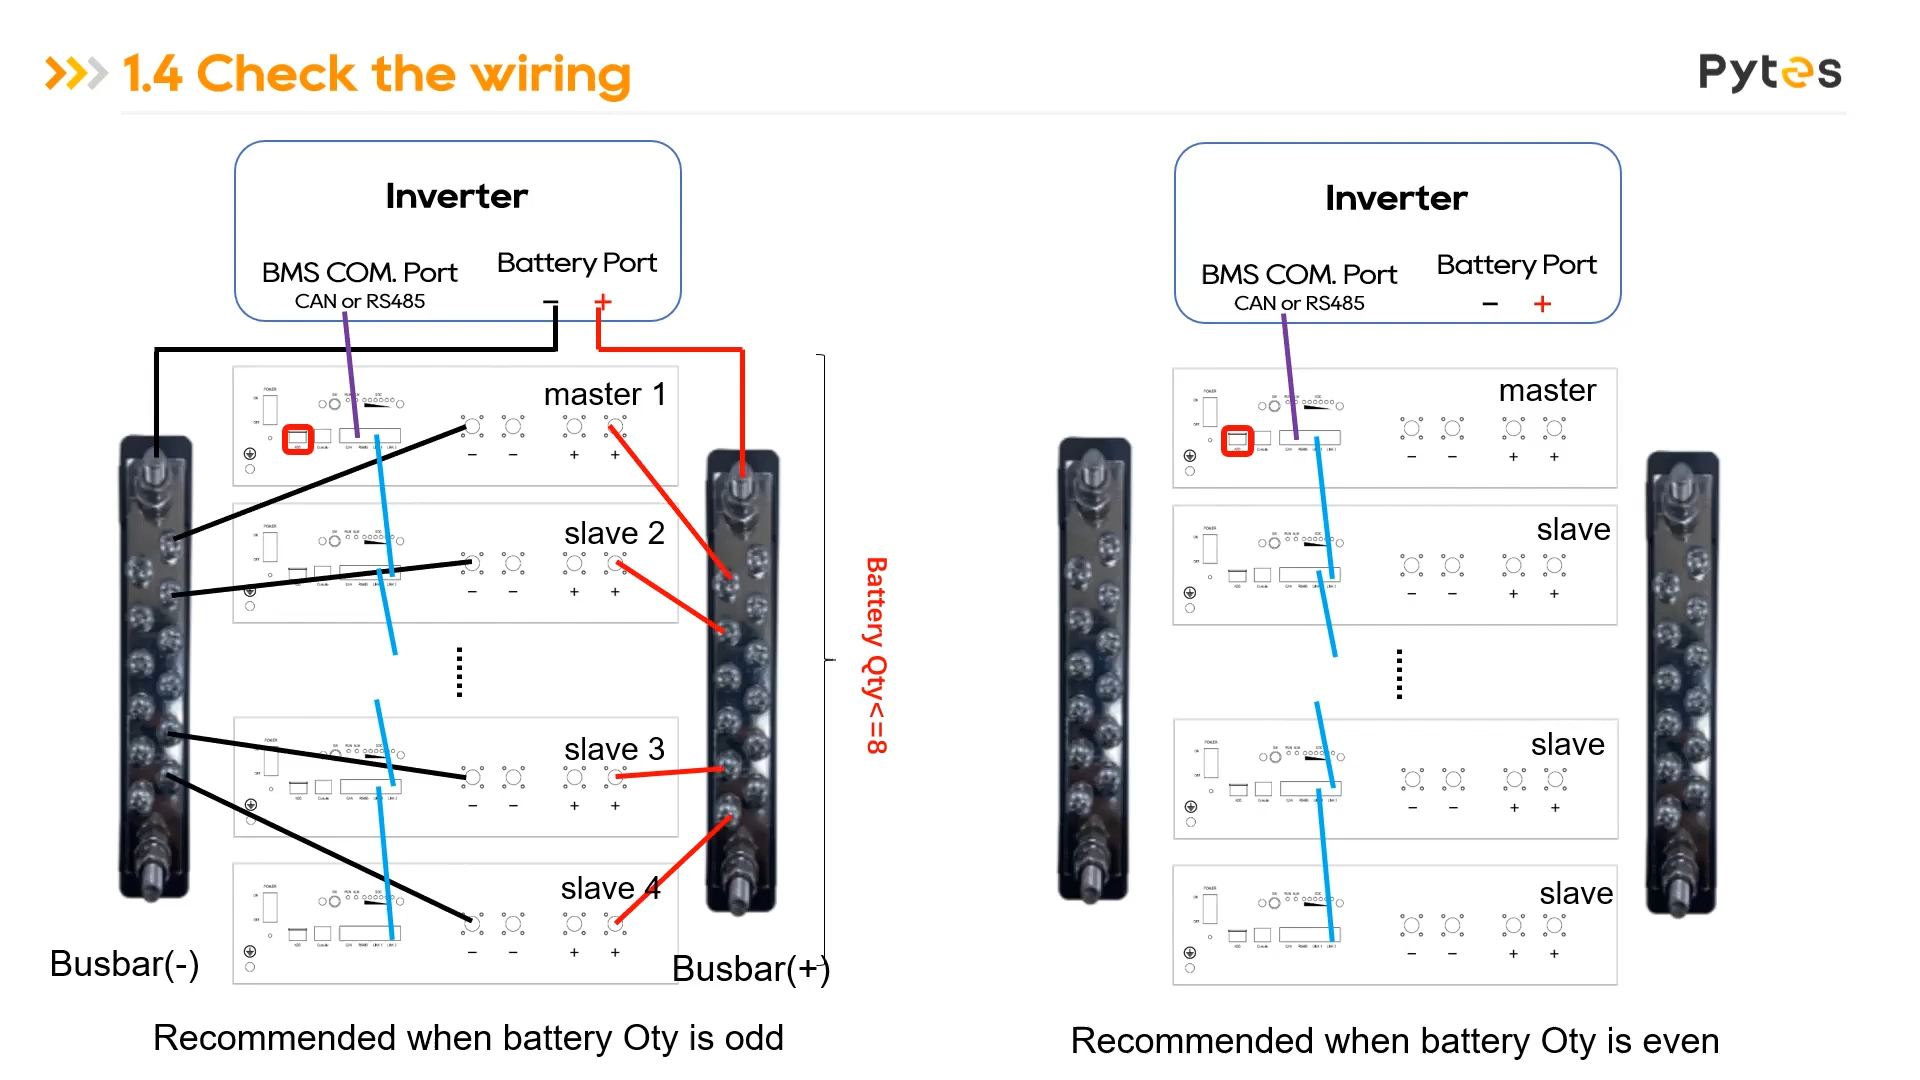 1.4 Check the wiring
Pytes
Inverter
BMS COM. Port
CAN or RS485
Battery Port
− +
master 1
− − + +
slave 2
− − + +
slave 3
− − + +
slave 4
− − + +
Battery Qty<=8
Busbar(-)
Busbar(+)
Recommended when battery Oty is odd
Inverter
BMS COM. Port
CAN or RS485
Battery Port
− +
master
− − + +
slave
− − + +
slave
− − + +
slave
− − + +
Recommended when battery Oty is even